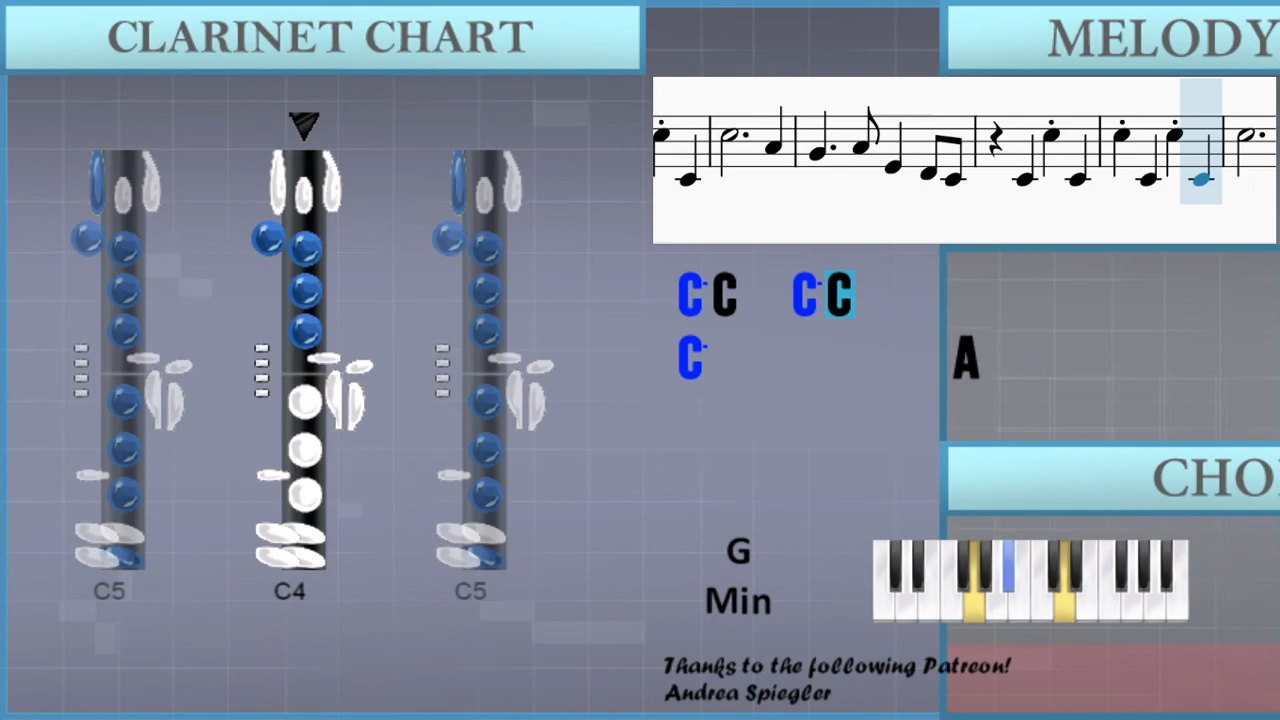 CLARINET CHART
MELODY
C· C C· C
C·
A
C5 C4 C5
CHO
G
Min
Thanks to the following Patreon!
Andrea Spiegler